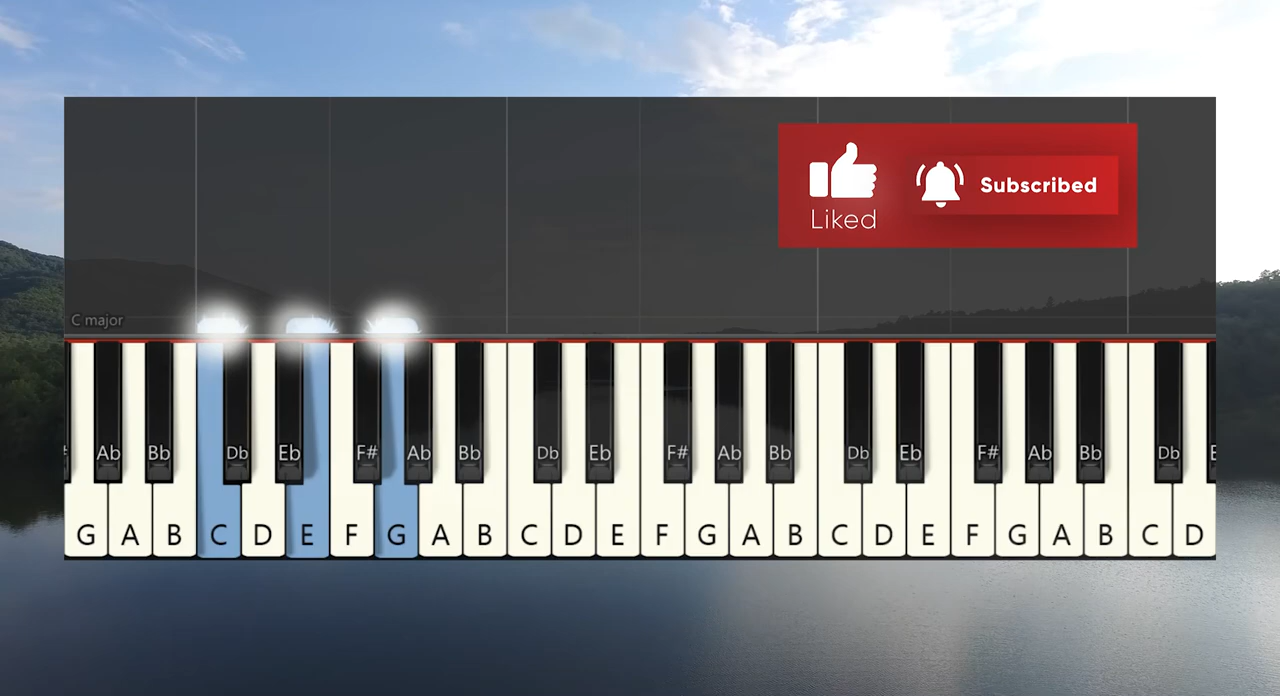 Subscribed
Liked
C major
Ab Bb Db Eb F# Ab Bb Db Eb F# Ab Bb Db Eb F# Ab Bb Db
G A B C D E F G A B C D E F G A B C D E F G A B C D